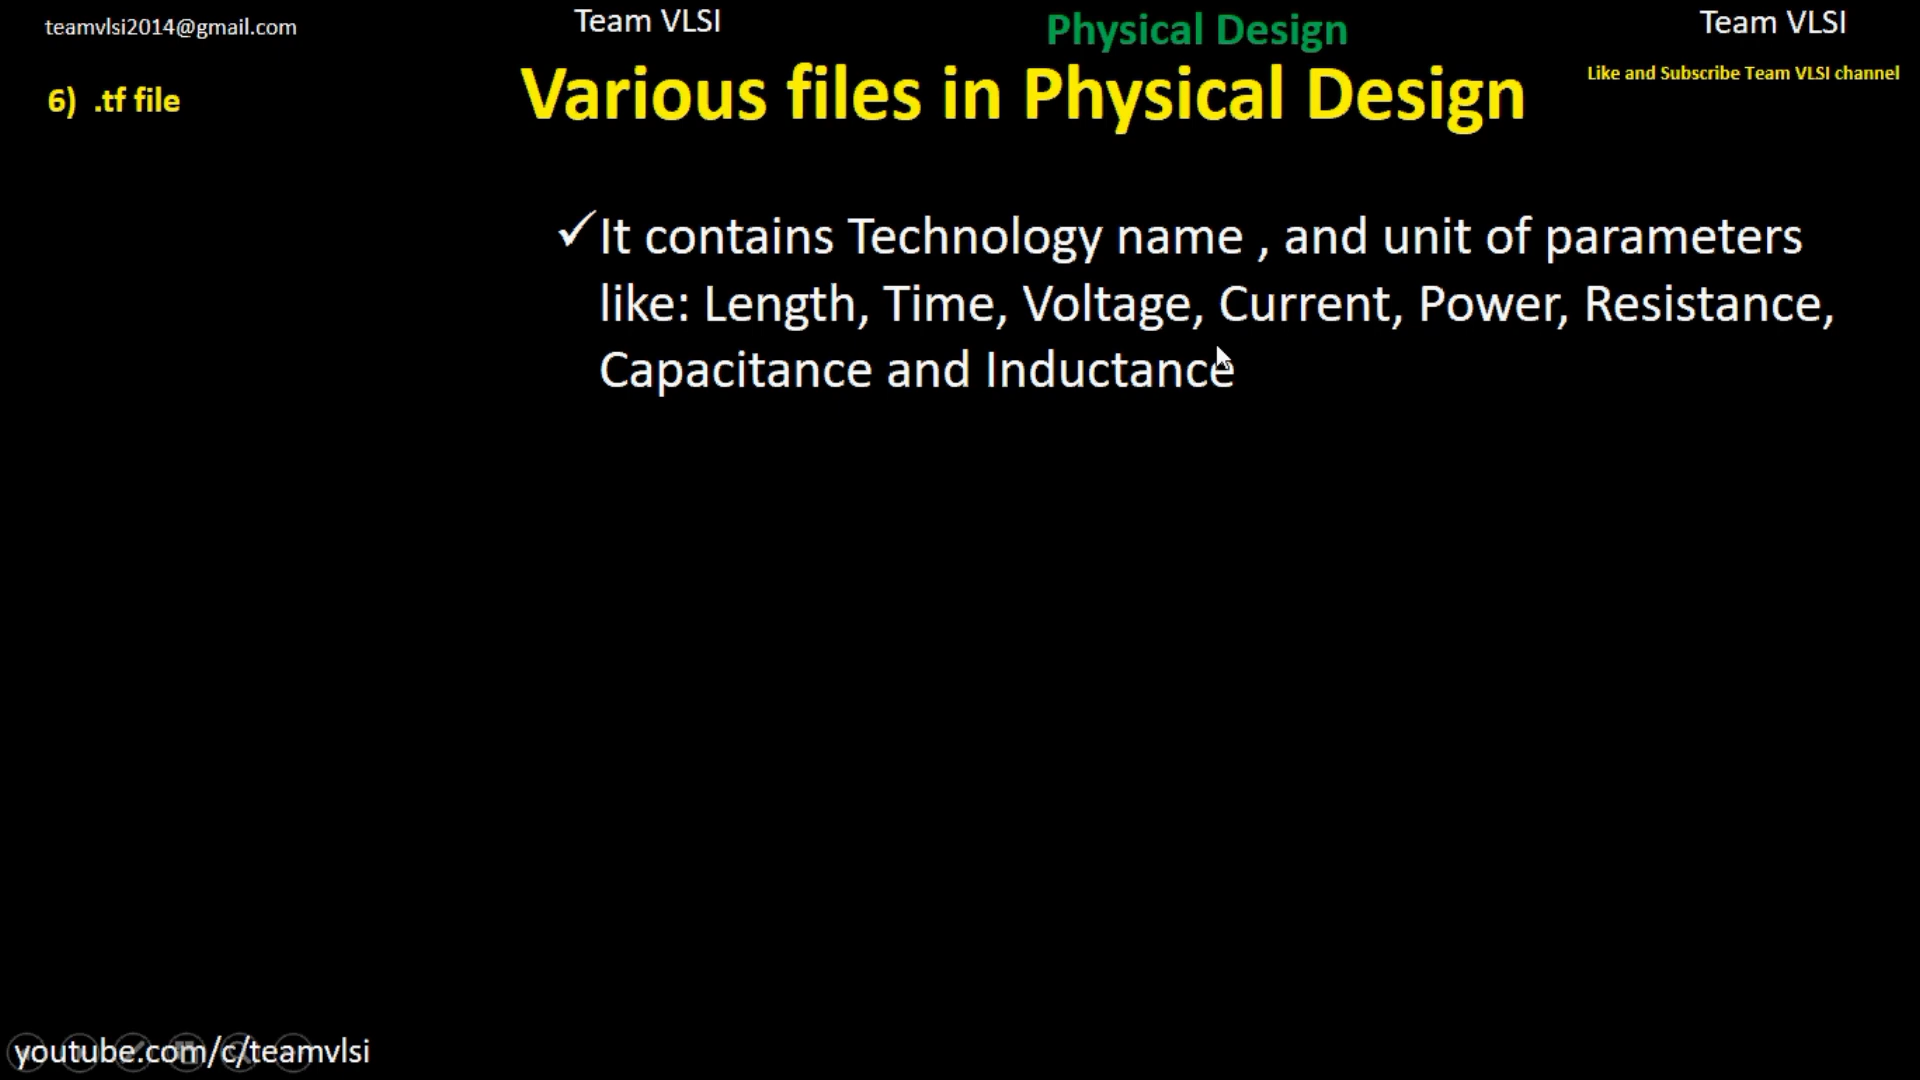 teamvlsi2014@gmail.com
Team VLSI
Physical Design
Team VLSI
Like and Subscribe Team VLSI channel
6) .tf file
Various files in Physical Design
✓It contains Technology name , and unit of parameters
like: Length, Time, Voltage, Current, Power, Resistance,
Capacitance and Inductance
youtube.com/c/teamvlsi